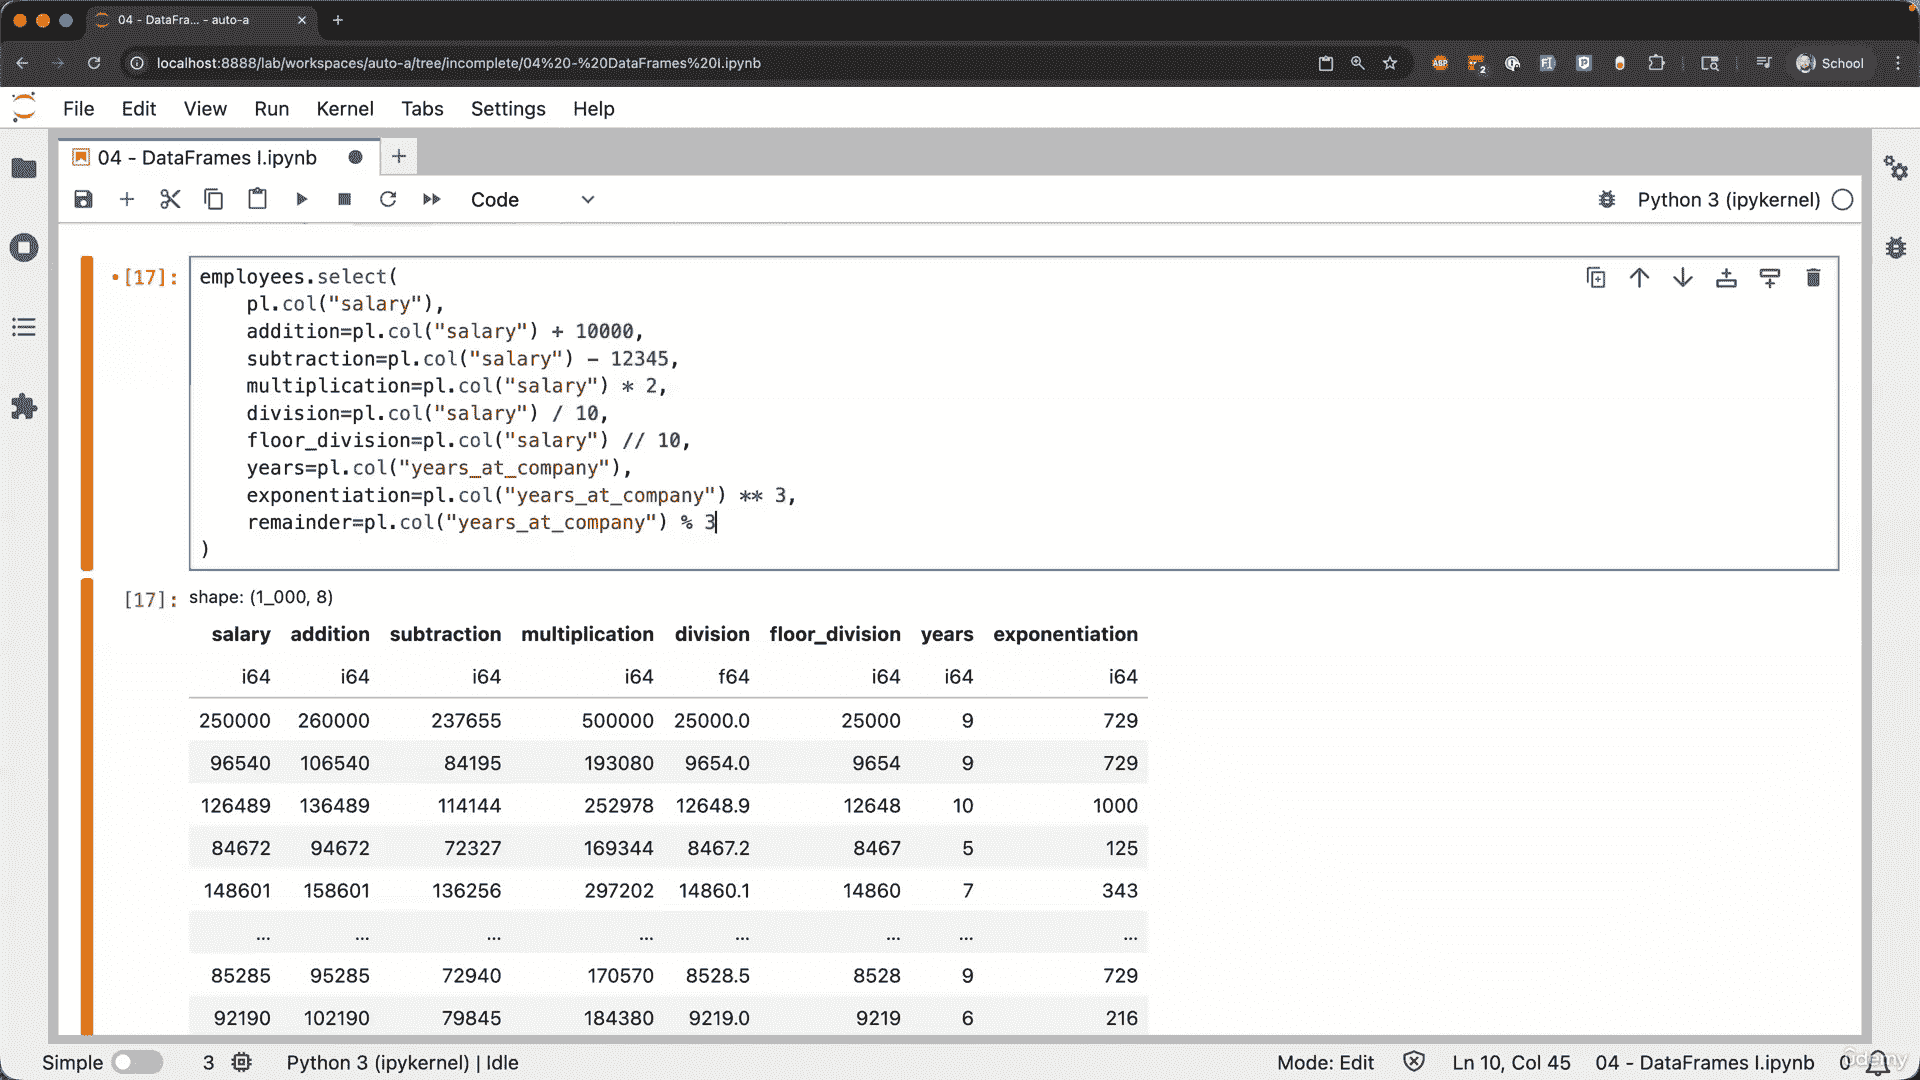 04 - DataFra... - auto-a
localhost:8888/lab/workspaces/auto-a/tree/incomplete/04%20-%20DataFrames%20I.ipynb
ABP
2
School
File Edit View Run Kernel Tabs Settings Help
04 - DataFrames I.ipynb
Code
Python 3 (ipykernel)
[17]:
employees.select(
    pl.col("salary"),
    addition=pl.col("salary") + 10000,
    subtraction=pl.col("salary") - 12345,
    multiplication=pl.col("salary") * 2,
    division=pl.col("salary") / 10,
    floor_division=pl.col("salary") // 10,
    years=pl.col("years_at_company"),
    exponentiation=pl.col("years_at_company") ** 3,
    remainder=pl.col("years_at_company") % 3
)
[17]: shape: (1_000, 8)
salary addition subtraction multiplication division floor_division years exponentiation
i64 i64 i64 i64 f64 i64 i64 i64
250000 260000 237655 500000 25000.0 25000 9 729
96540 106540 84195 193080 9654.0 9654 9 729
126489 136489 114144 252978 12648.9 12648 10 1000
84672 94672 72327 169344 8467.2 8467 5 125
148601 158601 136256 297202 14860.1 14860 7 343
... ... ... ... ... ... ... ...
85285 95285 72940 170570 8528.5 8528 9 729
92190 102190 79845 184380 9219.0 9219 6 216
Simple 3 Python 3 (ipykernel) | Idle Mode: Edit Ln 10, Col 45 04 - DataFrames I.ipynb 0
Udemy